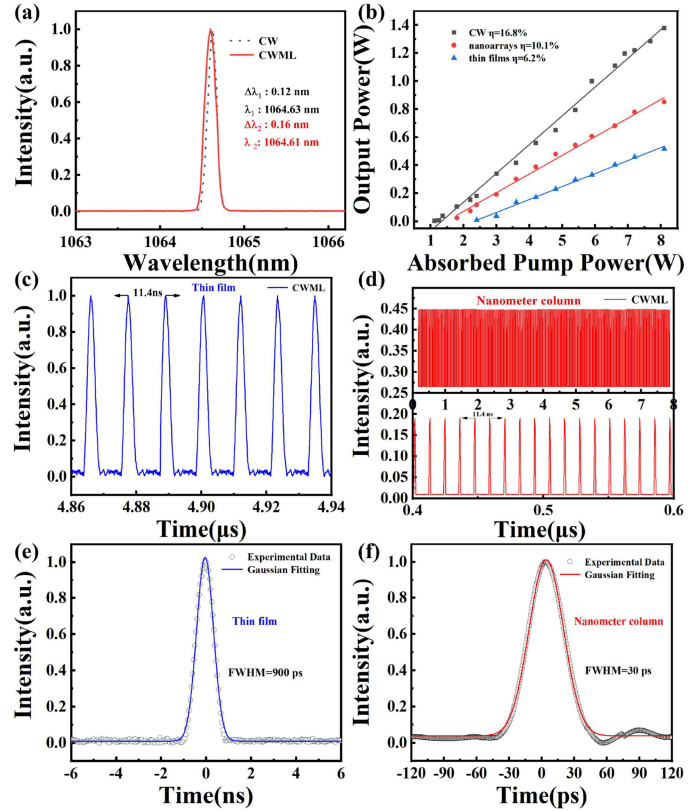 (a)
Intensity(a.u.)
1.0
0.8
0.6
0.4
0.2
0.0
CW
CWML
Δλ1 : 0.12 nm
λ1 : 1064.63 nm
Δλ2 : 0.16 nm
λ2: 1064.61 nm
1063 1064 1065 1066
Wavelength(nm)
(b)
Output Power(W)
1.4
1.2
1.0
0.8
0.6
0.4
0.2
0.0
CW η=16.8%
nanoarrays η=10.1%
thin films η=6.2%
1 2 3 4 5 6 7 8
Absorbed Pump Power(W)
(c)
Intensity(a.u.)
1.0
0.8
0.6
0.4
0.2
0.0
Thin film
11.4ns
CWML
4.86 4.88 4.90 4.92 4.94
Time(μs)
(d)
Intensity(a.u.)
Nanometer column
CWML
0.45
0.40
0.35
0.30
0.25
0 1 2 3 4 5 6 7 8
0.20
0.15
0.10
0.05
0.00
11.4 ns
0.4 0.5 0.6
Time(μs)
(e)
Intensity(a.u.)
1.0
0.8
0.6
0.4
0.2
0.0
Experimental Data
Gaussian Fitting
Thin film
FWHM=900 ps
-6 -4 -2 0 2 4 6
Time(ns)
(f)
Intensity(a.u.)
1.0
0.8
0.6
0.4
0.2
0.0
Experimental Data
Gaussian Fitting
Nanometer column
FWHM=30 ps
-120 -90 -60 -30 0 30 60 90 120
Time(ps)